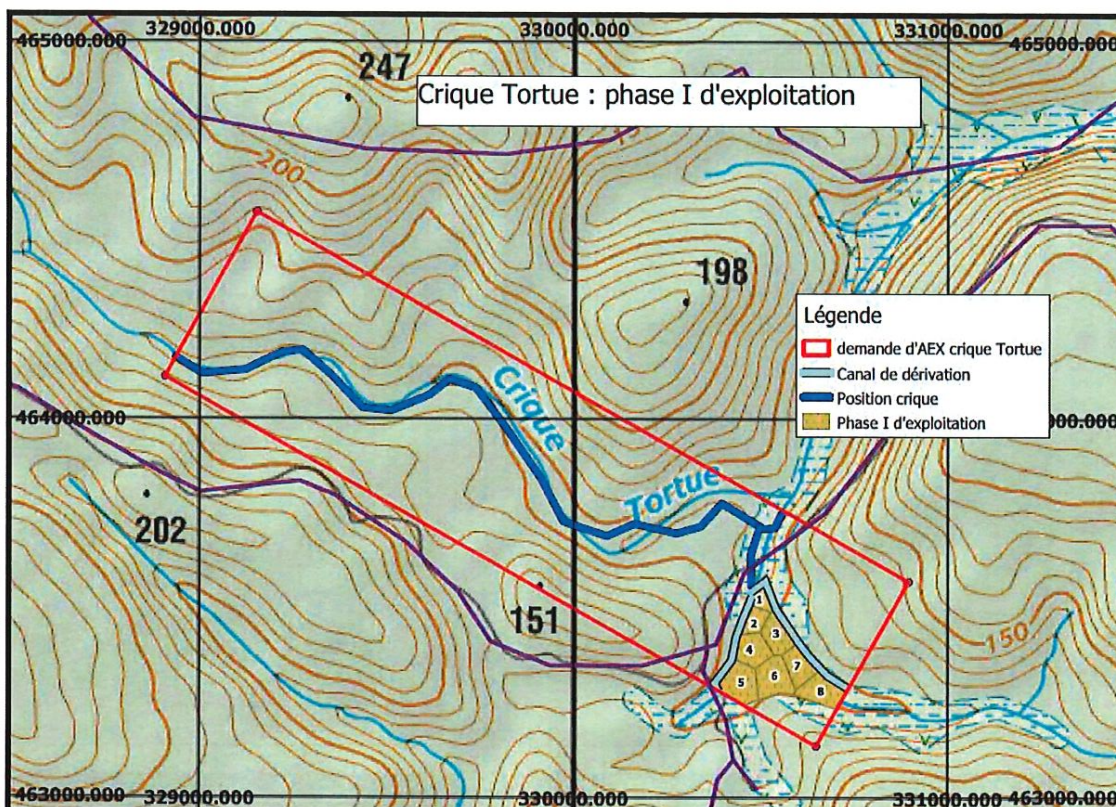 329000.000 330000.000 331000.000
465000.000 465000.000
247
Crique Tortue : phase I d'exploitation
200
198
Légende
demande d'AEX crique Tortue
Canal de dérivation
Position crique
Phase I d'exploitation
Crique
464000.000
Tortue
202
151
1
2
3
4
5
6
7
8
150
463000.000 329000.000 330000.000 331000.000 463000.000